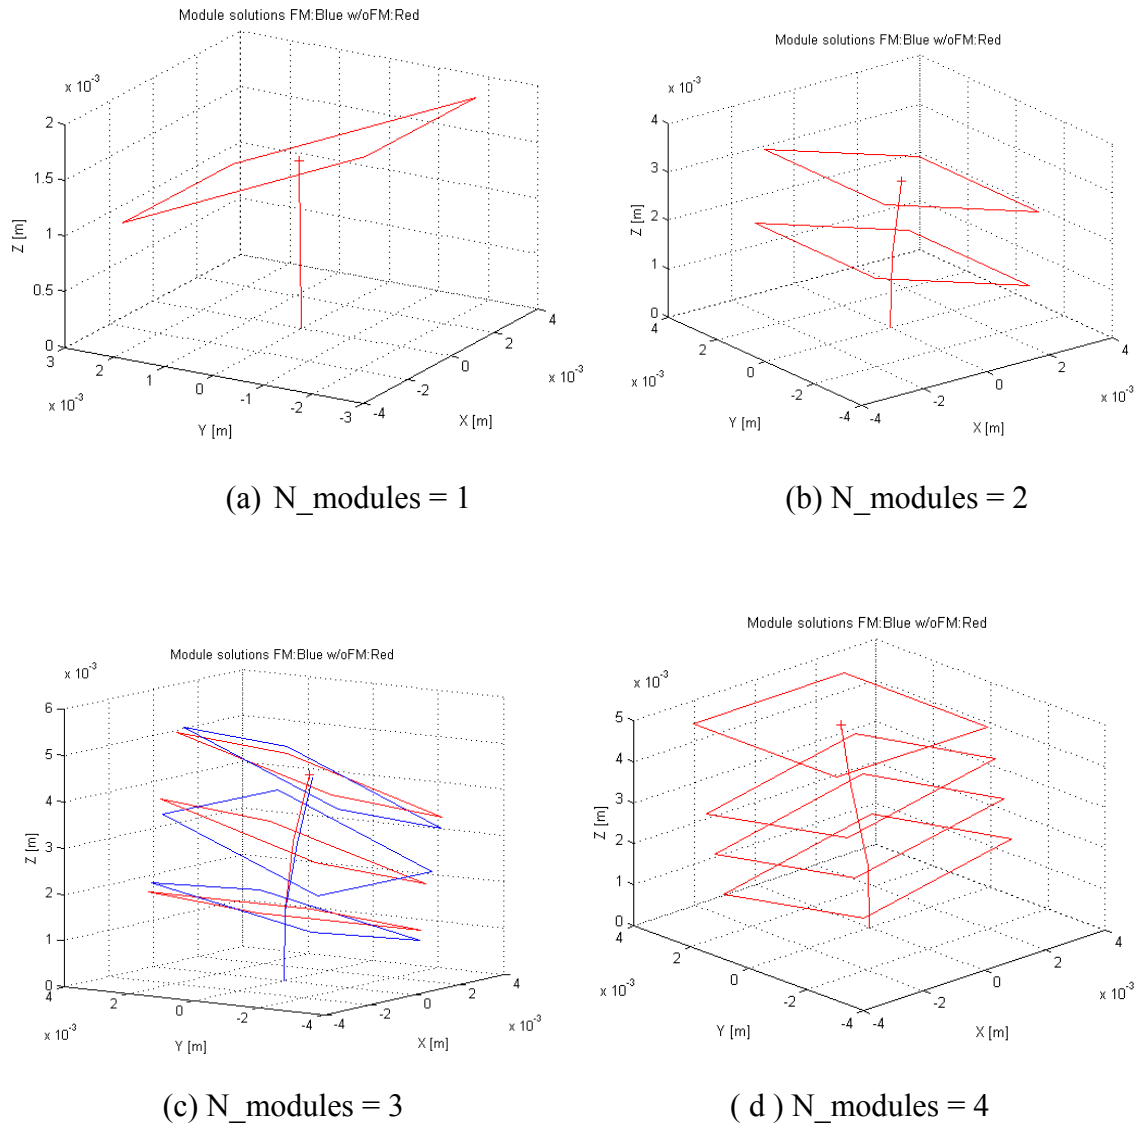 Module solutions FM:Blue w/oFM:Red
x 10^-3
2
1.5
1
0.5
0
Z [m]
3
2
1
0
-1
-2
-3
x 10^-3
Y [m]
-4
-2
0
2
4
x 10^-3
X [m]
(a) N_modules = 1
Module solutions FM:Blue w/oFM:Red
x 10^-3
4
3
2
1
0
Z [m]
4
2
0
-2
-4
x 10^-3
Y [m]
-4
-2
0
2
4
x 10^-3
X [m]
(b) N_modules = 2
Module solutions FM:Blue w/oFM:Red
x 10^-3
6
5
4
3
2
1
0
Z [m]
4
2
0
-2
-4
x 10^-3
Y [m]
-4
-2
0
2
4
x 10^-3
X [m]
(c) N_modules = 3
Module solutions FM:Blue w/oFM:Red
x 10^-3
5
4
3
2
1
0
Z [m]
4
2
0
-2
-4
x 10^-3
Y [m]
-4
-2
0
2
4
x 10^-3
X [m]
( d ) N_modules = 4